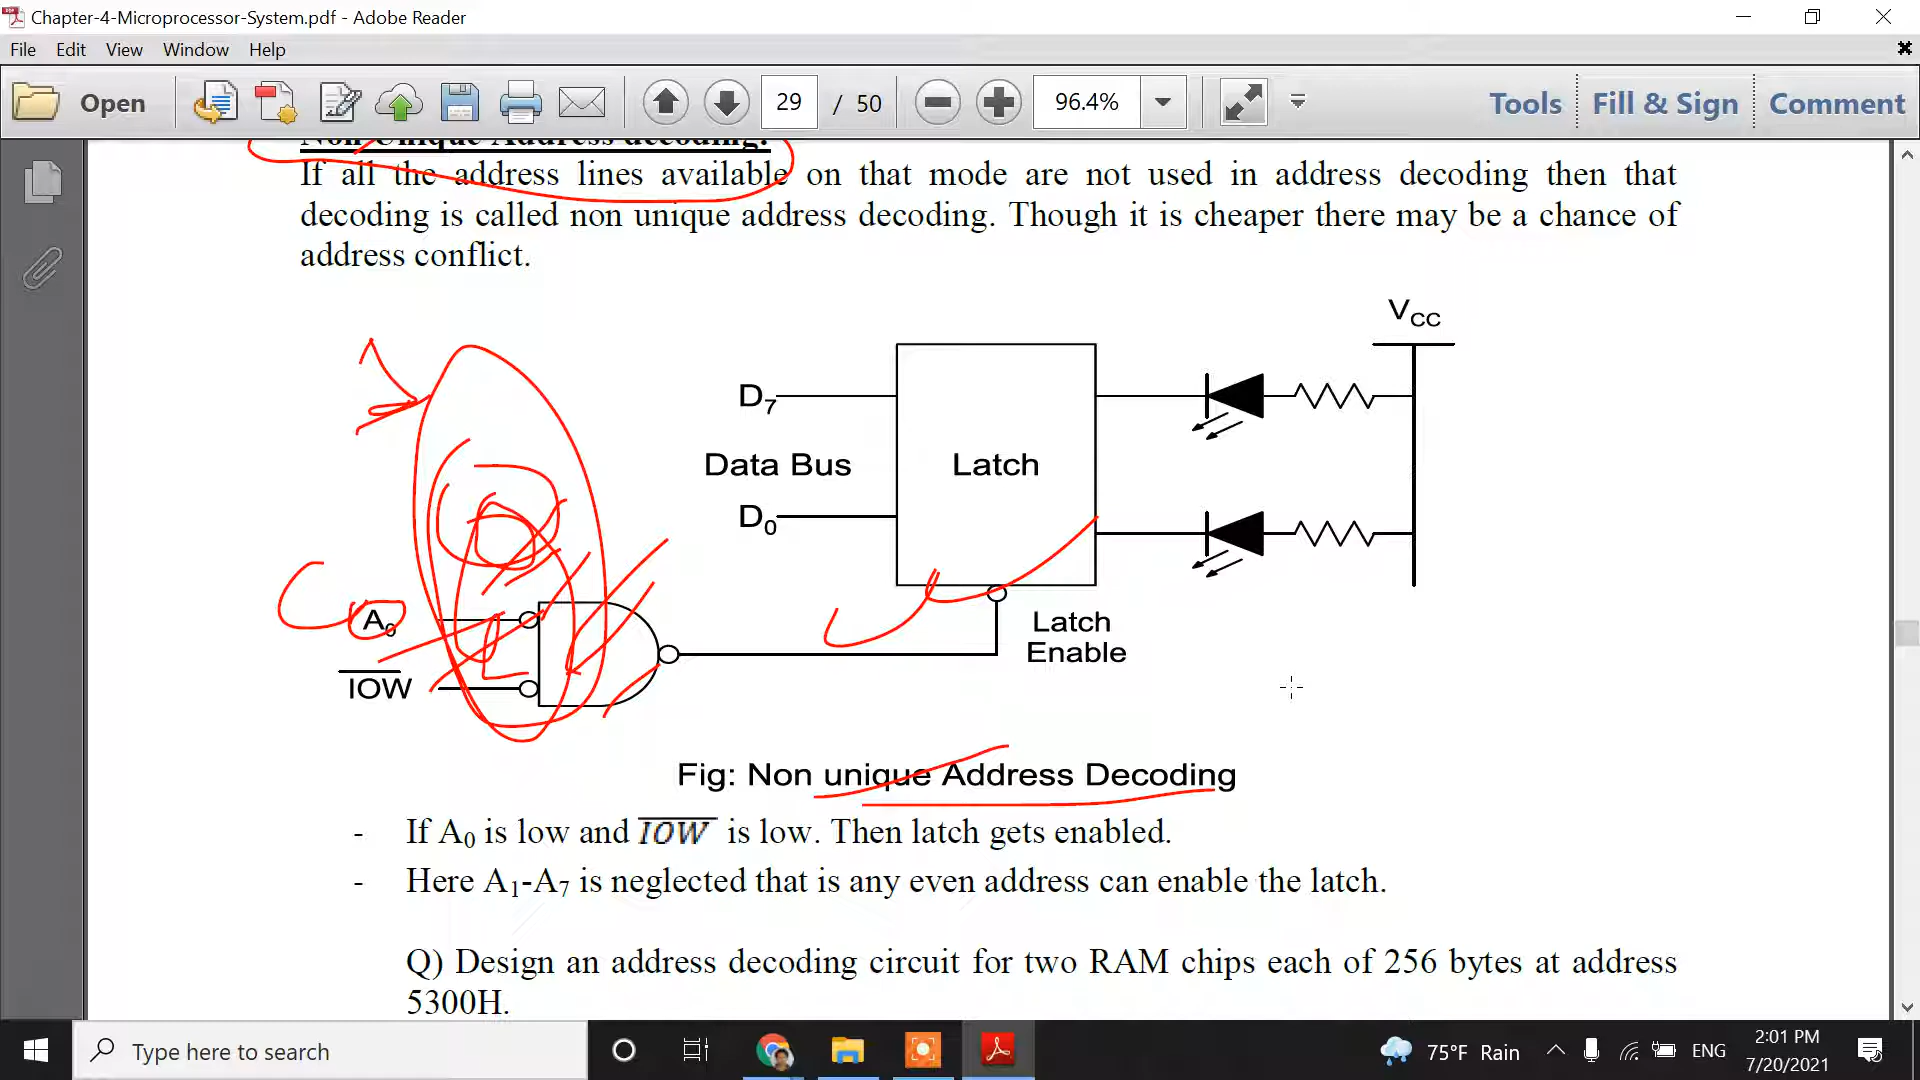 Chapter-4-Microprocessor-System.pdf - Adobe Reader
File Edit View Window Help
Open 29 / 50 96.4% Tools Fill & Sign Comment
Non Unique Address decoding:
If all the address lines available on that mode are not used in address decoding then that
decoding is called non unique address decoding. Though it is cheaper there may be a chance of
address conflict.
VCC
D7
Data Bus Latch
D0
A0
IOW
Latch
Enable
Fig: Non unique Address Decoding
- If A0 is low and IOW is low. Then latch gets enabled.
- Here A1-A7 is neglected that is any even address can enable the latch.
Q) Design an address decoding circuit for two RAM chips each of 256 bytes at address
5300H.
Type here to search
75°F Rain
ENG
2:01 PM
7/20/2021